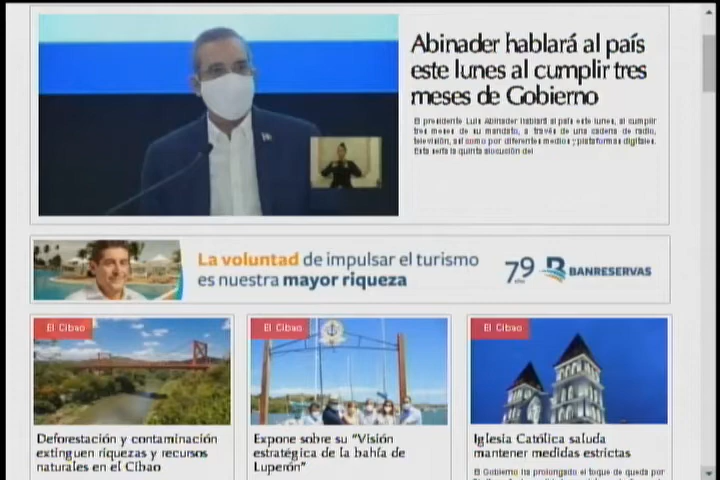 Abinader hablará al país
este lunes al cumplir tres
meses de Gobierno
El presidente Luis Abinader hablará al país este lunes, al cumplir
tres meses de su mandato, a través de una cadena de radio,
televisión, así como por diferentes medios y plataformas digitales.
Esta sería la quinta alocución del
La voluntad de impulsar el turismo
es nuestra mayor riqueza
79
BANRESERVAS
El Cibao
Deforestación y contaminación
extinguen riquezas y recursos
naturales en el Cibao
El Cibao
Expone sobre su "Visión
estratégica de la bahía de
Luperón"
El Cibao
Iglesia Católica saluda
mantener medidas estrictas
El Gobierno ha prolongado el toque de queda por